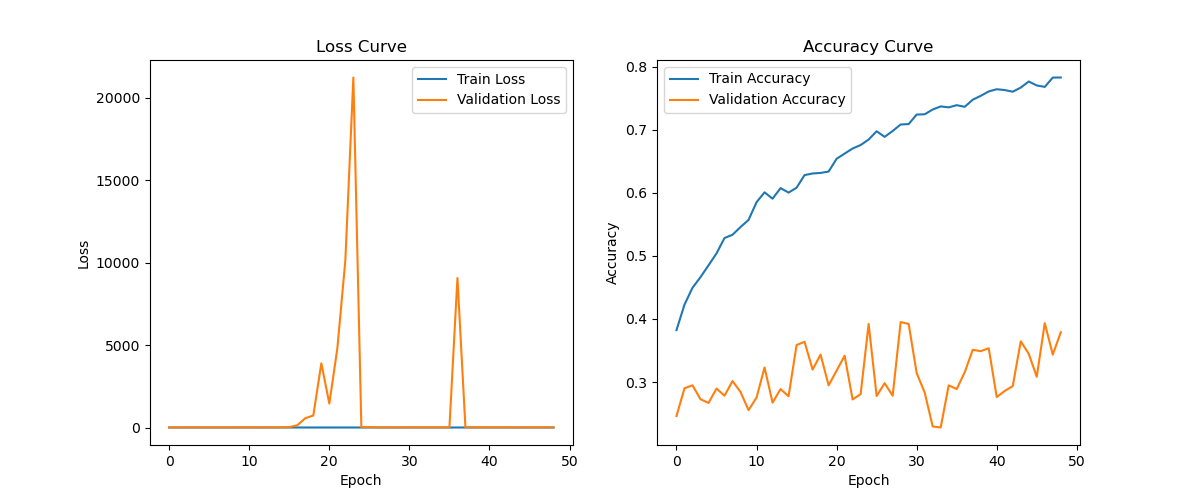 Loss Curve
Train Loss
Validation Loss
20000
15000
10000
5000
0
Loss
0
10
20
30
40
50
Epoch
Accuracy Curve
Train Accuracy
Validation Accuracy
0.8
0.7
0.6
0.5
0.4
0.3
Accuracy
0
10
20
30
40
50
Epoch